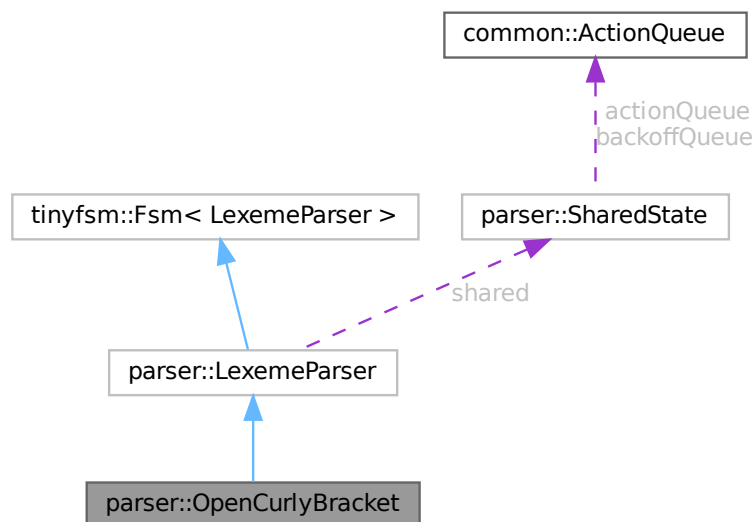 common::ActionQueue
actionQueue
backoffQueue
tinyfsm::Fsm< LexemeParser >
parser::SharedState
shared
parser::LexemeParser
parser::OpenCurlyBracket